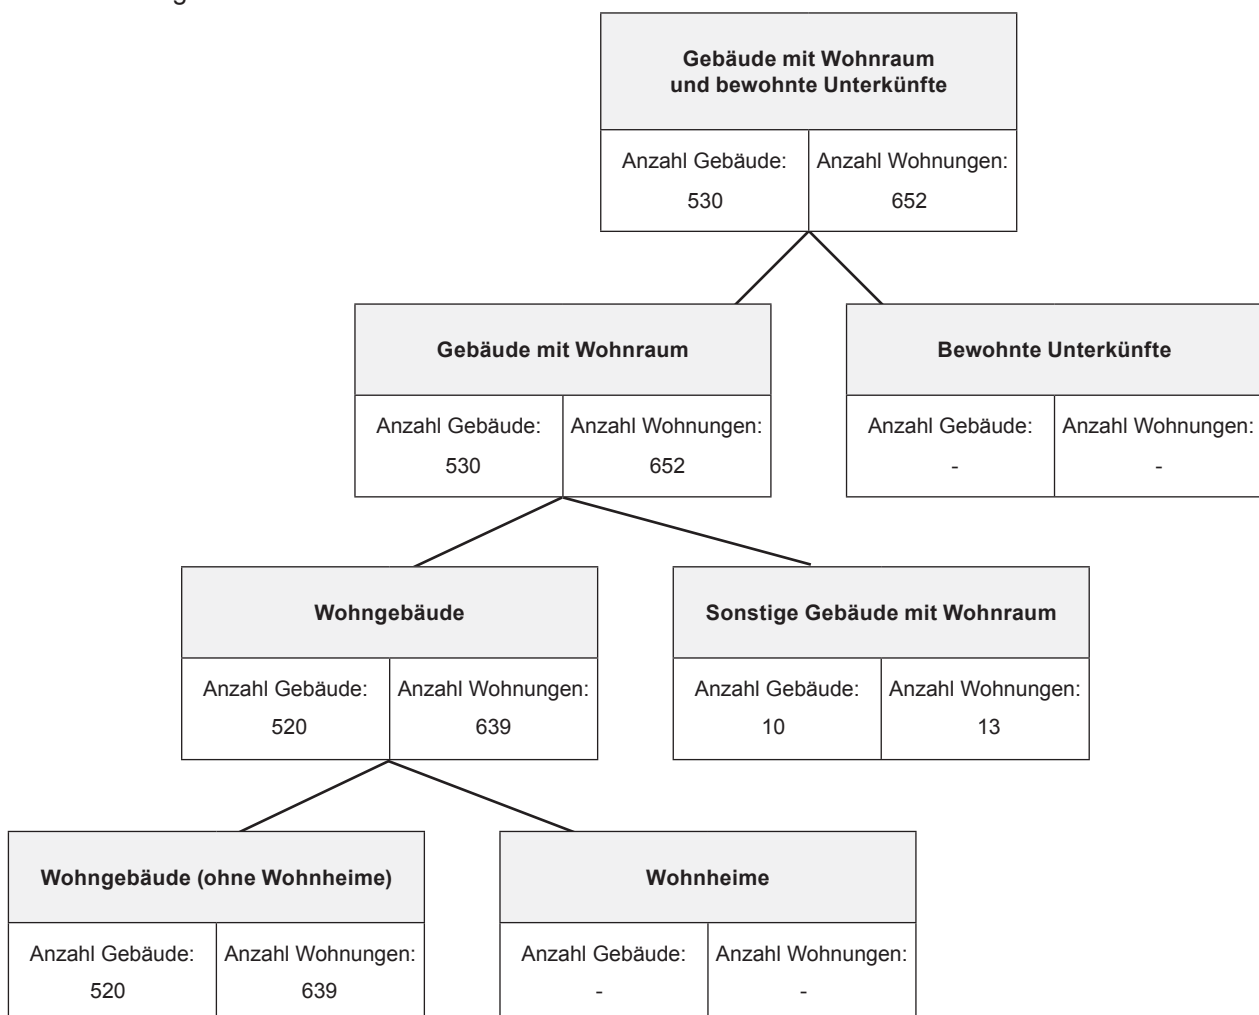 Gebäude mit Wohnraum
und bewohnte Unterkünfte
Anzahl Gebäude: Anzahl Wohnungen:
530 652
Gebäude mit Wohnraum
Bewohnte Unterkünfte
Anzahl Gebäude: Anzahl Wohnungen:
530 652
Anzahl Gebäude: Anzahl Wohnungen:
- -
Wohngebäude
Sonstige Gebäude mit Wohnraum
Anzahl Gebäude: Anzahl Wohnungen:
520 639
Anzahl Gebäude: Anzahl Wohnungen:
10 13
Wohngebäude (ohne Wohnheime)
Wohnheime
Anzahl Gebäude: Anzahl Wohnungen:
520 639
Anzahl Gebäude: Anzahl Wohnungen:
- -